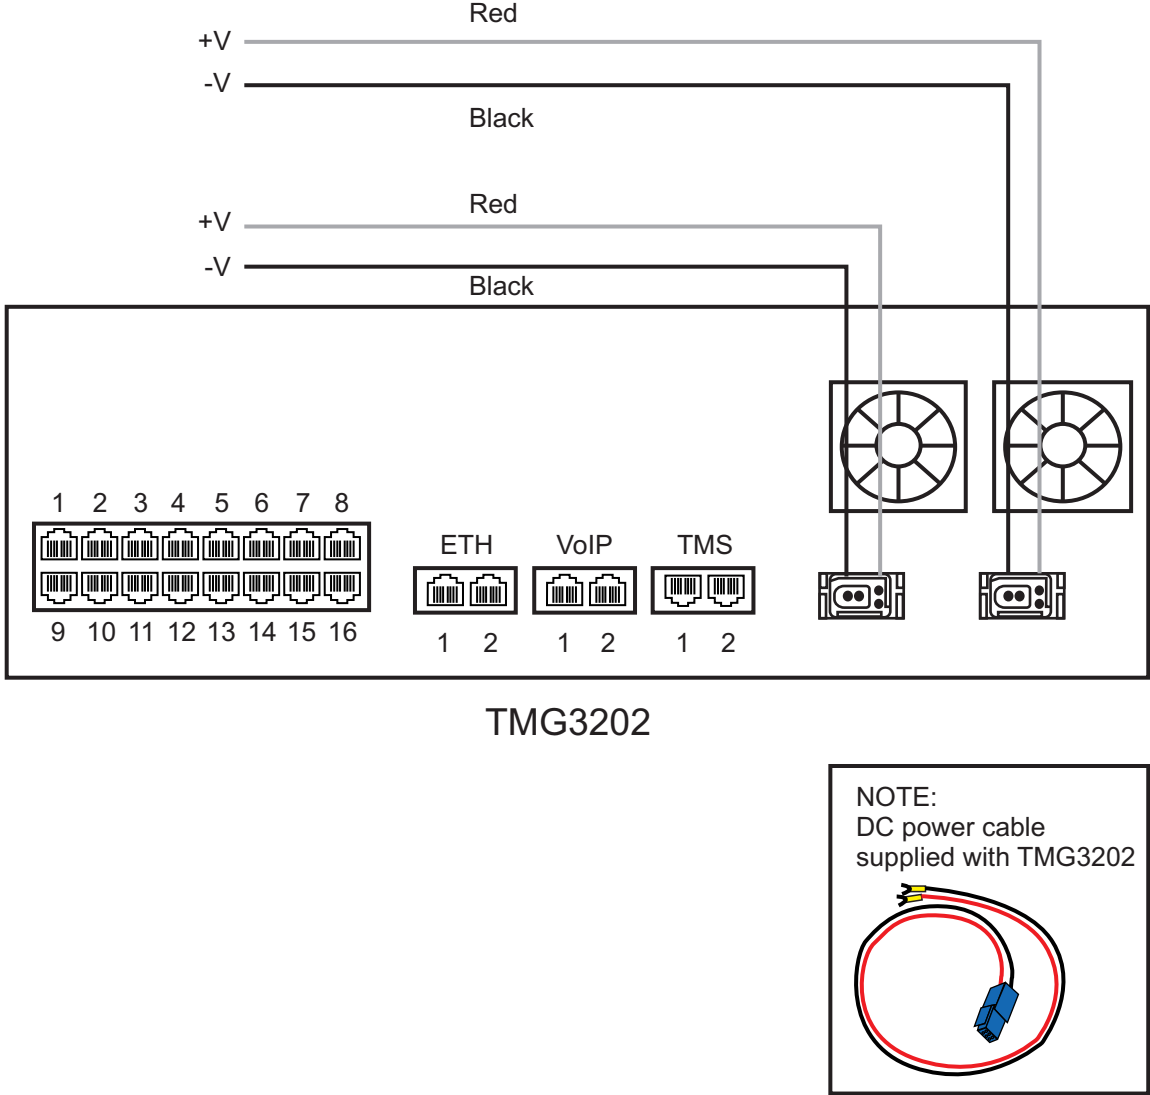 Red
+V
-V
Black
Red
+V
-V
Black
1 2 3 4 5 6 7 8
9 10 11 12 13 14 15 16
ETH VoIP TMS
1 2 1 2 1 2
TMG3202
NOTE:
DC power cable
supplied with TMG3202